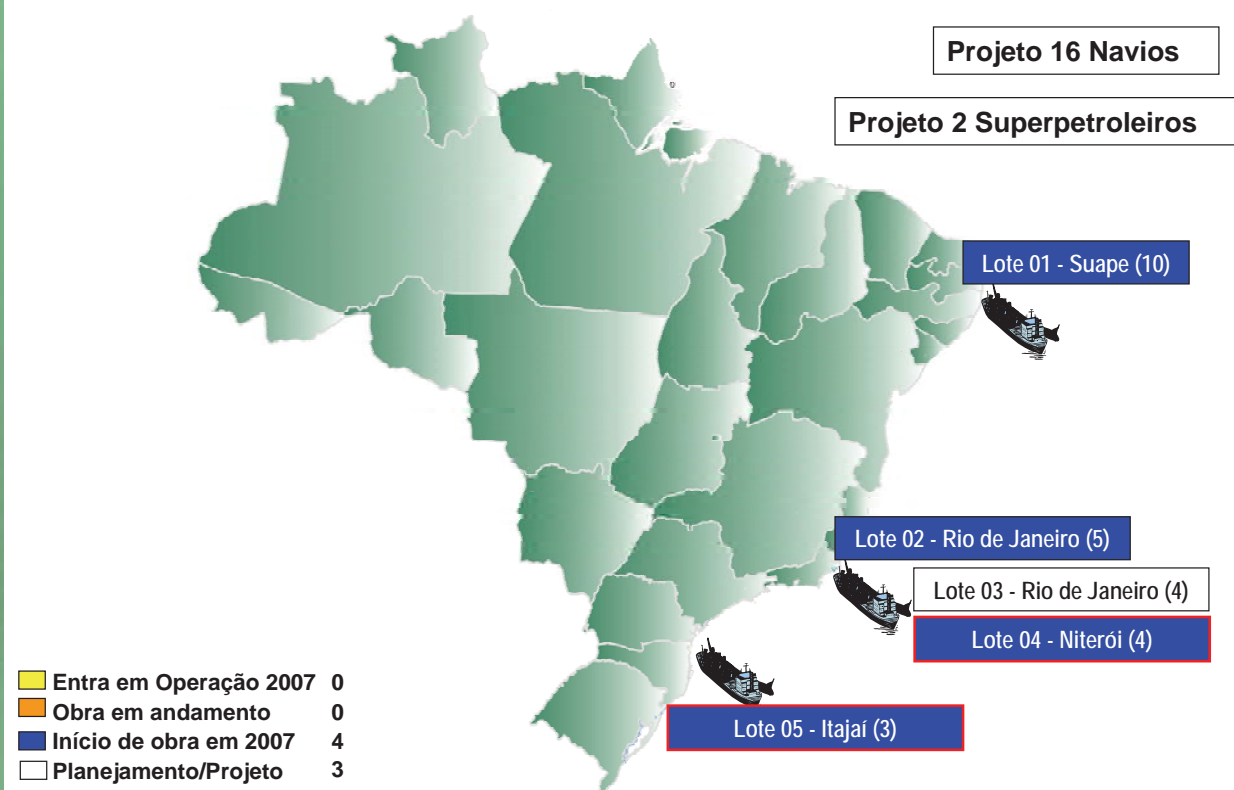 Projeto 16 Navios
Projeto 2 Superpetroleiros
Lote 01 - Suape (10)
Lote 02 - Rio de Janeiro (5)
Lote 03 - Rio de Janeiro (4)
Lote 04 - Niterói (4)
Lote 05 - Itajaí (3)
Entra em Operação 2007 0
Obra em andamento 0
Início de obra em 2007 4
Planejamento/Projeto 3